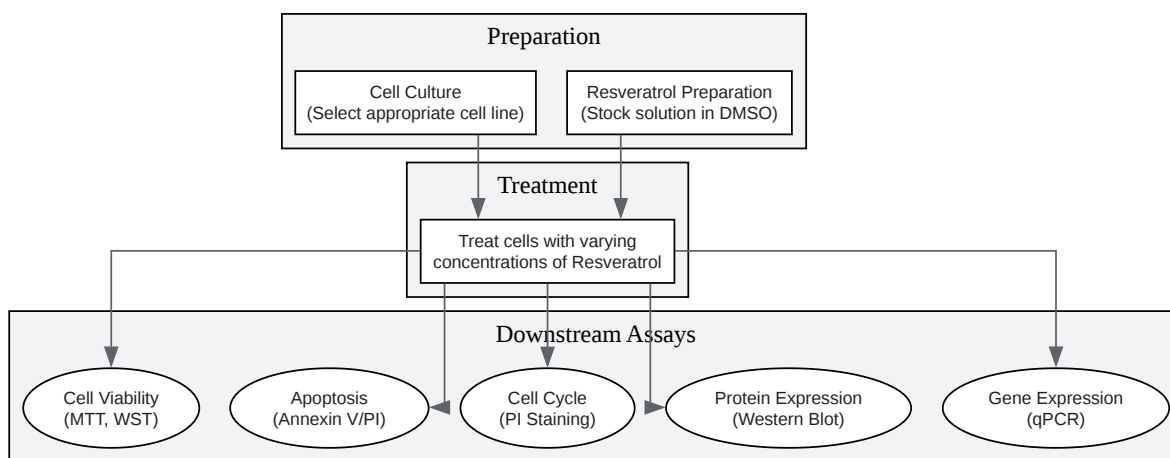 Preparation
Cell Culture
(Select appropriate cell line)
Resveratrol Preparation
(Stock solution in DMSO)
Treatment
Treat cells with varying
concentrations of Resveratrol
Downstream Assays
Cell Viability
(MTT, WST)
Apoptosis
(Annexin V/PI)
Cell Cycle
(PI Staining)
Protein Expression
(Western Blot)
Gene Expression
(qPCR)